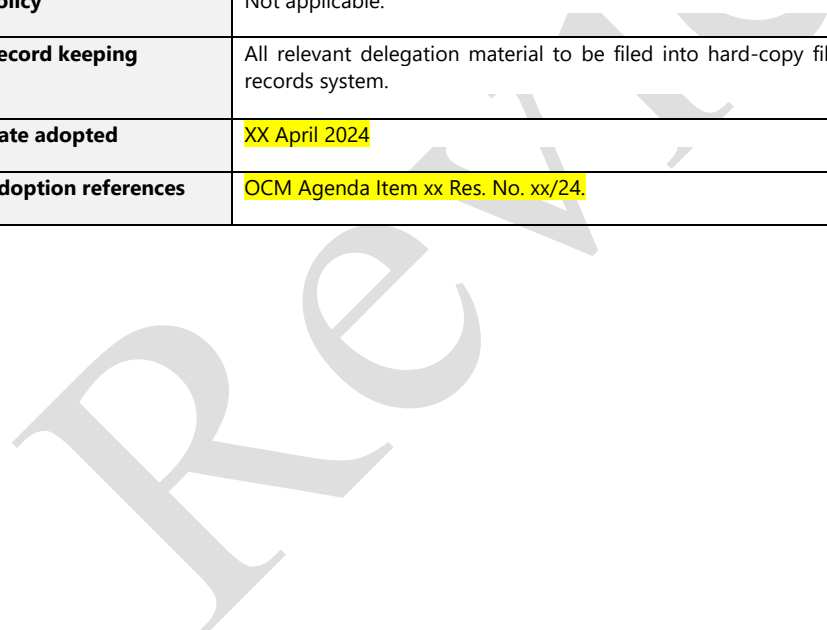 olicy Not applicable.
ecord keeping All relevant delegation material to be filed into hard-copy fil
records system.
ate adopted XX April 2024
doption references OCM Agenda Item xx Res. No. xx/24.
Rev